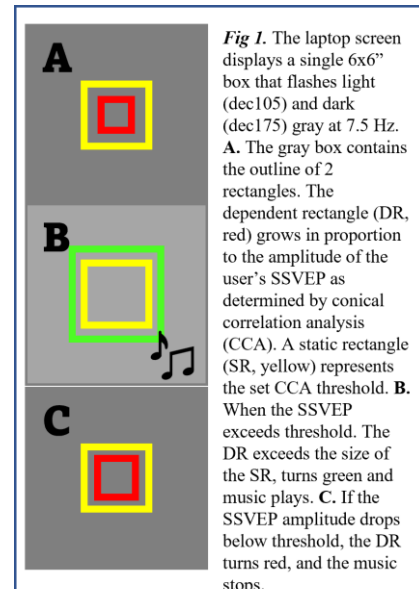 A
B
C
Fig 1. The laptop screen
displays a single 6x6”
box that flashes light
(dec105) and dark
(dec175) gray at 7.5 Hz.
A. The gray box contains
the outline of 2
rectangles. The
dependent rectangle (DR,
red) grows in proportion
to the amplitude of the
user’s SSVEP as
determined by conical
correlation analysis
(CCA). A static rectangle
(SR, yellow) represents
the set CCA threshold. B.
When the SSVEP
exceeds threshold. The
DR exceeds the size of
the SR, turns green and
music plays. C. If the
SSVEP amplitude drops
below threshold, the DR
turns red, and the music
stops.